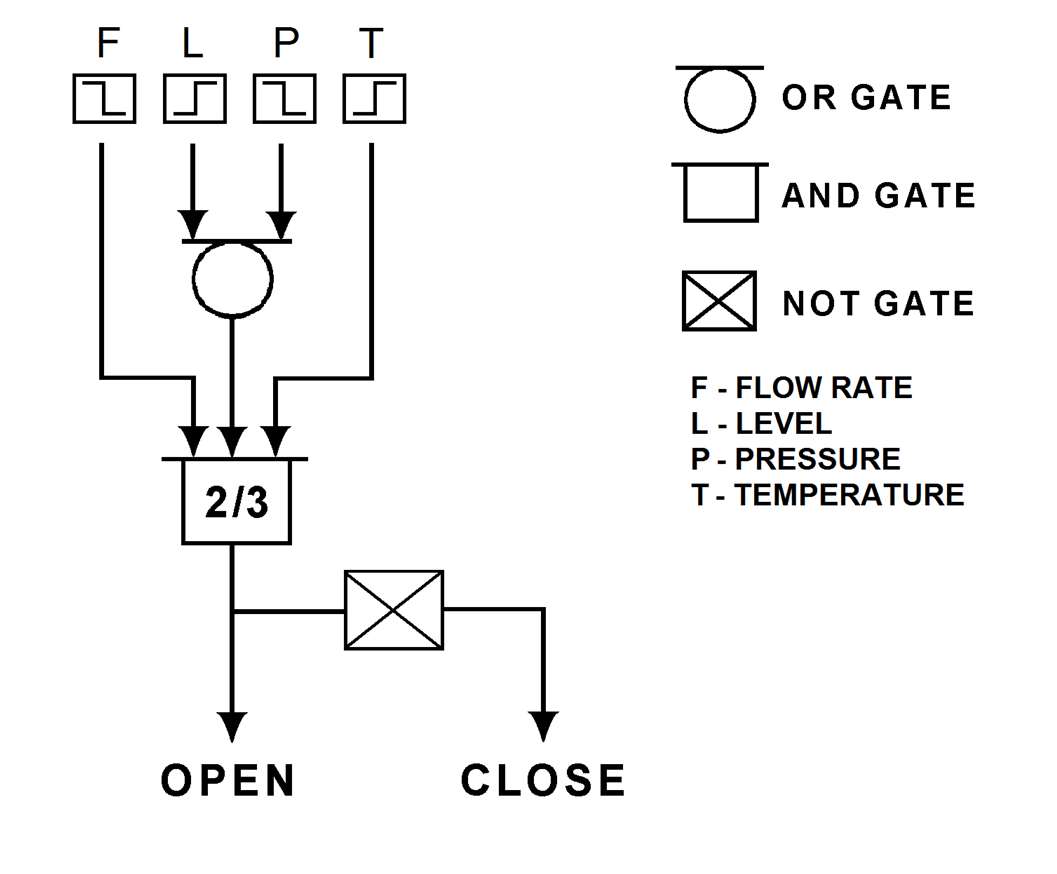 F L P T
OR GATE
AND GATE
NOT GATE
F - FLOW RATE
L - LEVEL
P - PRESSURE
T - TEMPERATURE
2/3
OPEN
CLOSE